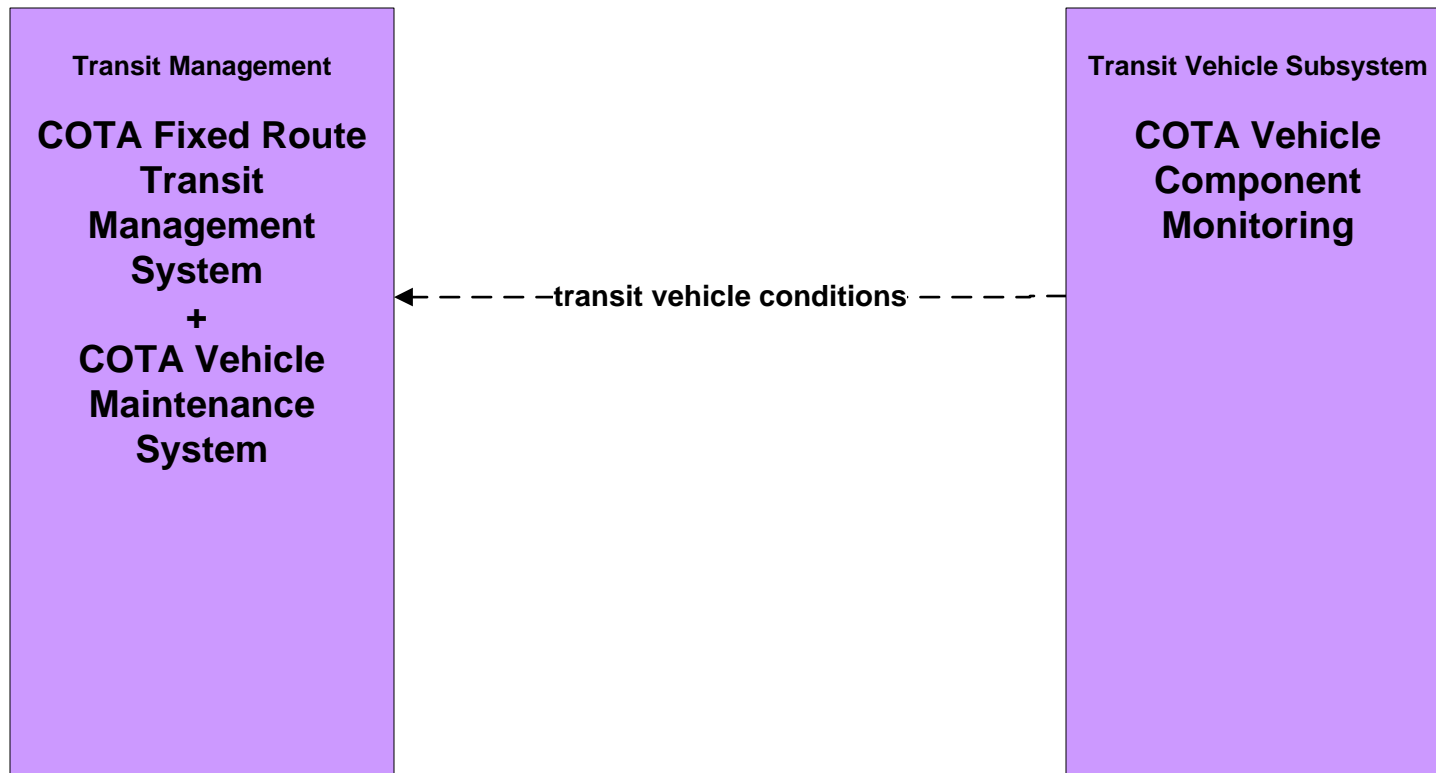 Transit Management
COTA Fixed Route
Transit
Management
System
+
COTA Vehicle
Maintenance
System
transit vehicle conditions
Transit Vehicle Subsystem
COTA Vehicle
Component
Monitoring